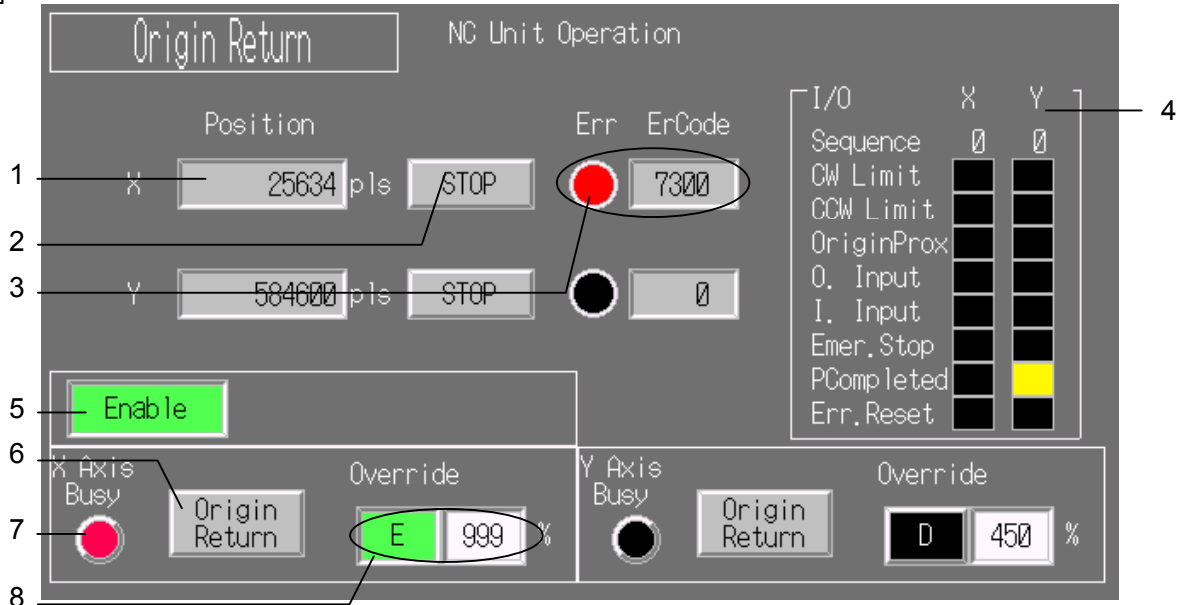 Origin Return
NC Unit Operation
Position
Err ErCode
1 X 25634 pls STOP 7300
2
3 Y 584600 pls STOP 0
I/O X Y 4
Sequence 0 0
CW Limit
CCW Limit
OriginProx
O. Input
I. Input
Emer.Stop
PCompleted
Err.Reset
5 Enable
6
X Axis
Busy
7
Origin
Return
Override
E 999 %
8
Y Axis
Busy
Origin
Return
Override
D 450 %